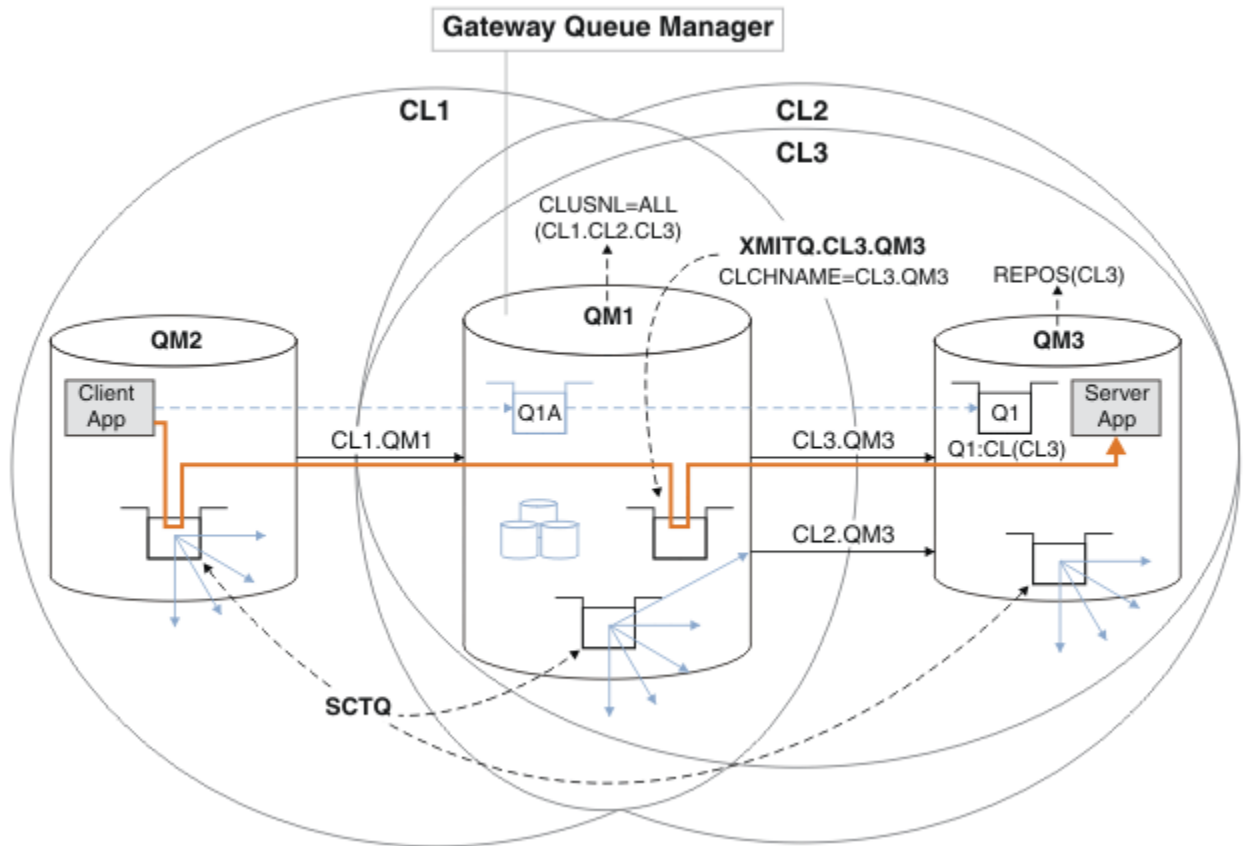 Gateway Queue Manager
CL1
CL2
CL3
CLUSNL=ALL
(CL1.CL2.CL3)
XMITQ.CL3.QM3
CLCHNAME=CL3.QM3
REPOS(CL3)
QM2
QM1
QM3
Client
App
Q1A
Q1
Server
App
CL1.QM1
CL3.QM3
Q1:CL(CL3)
CL2.QM3
SCTQ